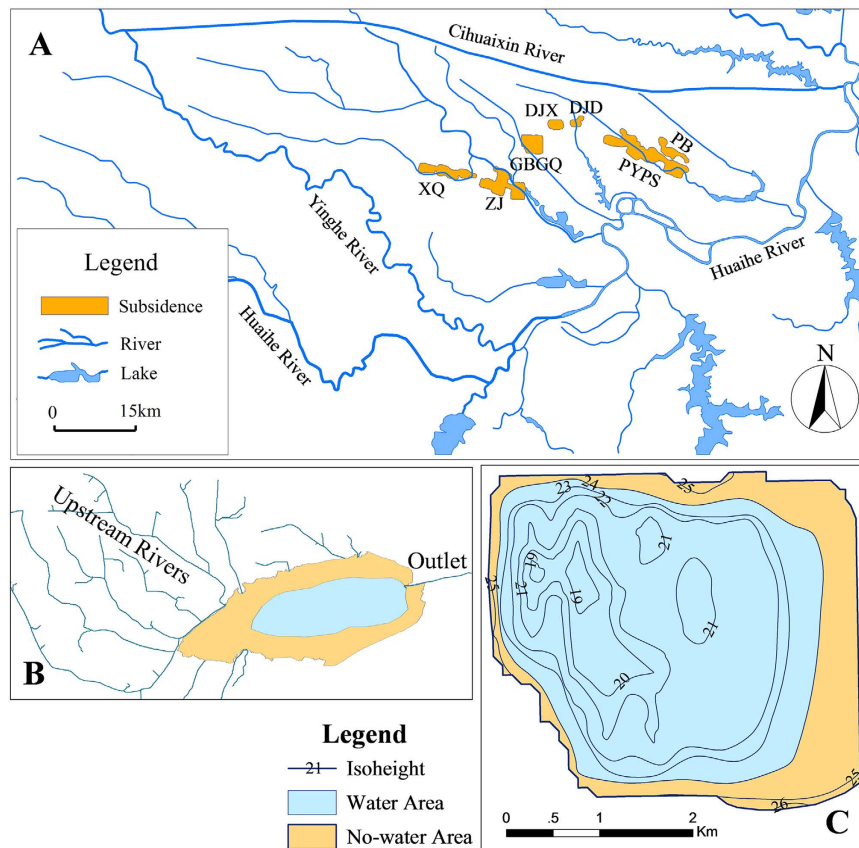 A
Cihuaixin River
DJX
DJD
PB
GBGQ
PYPS
XQ
ZJ
Yinghe River
Huaihe River
Huaihe River
Legend
Subsidence
River
Lake
0 15km
N
B
Upstream Rivers
Outlet
Legend
21 Isoheight
Water Area
No-water Area
C
23
24
22
25
25
19
21
19
21
21
20
25
26
0 .5 1 2
Km